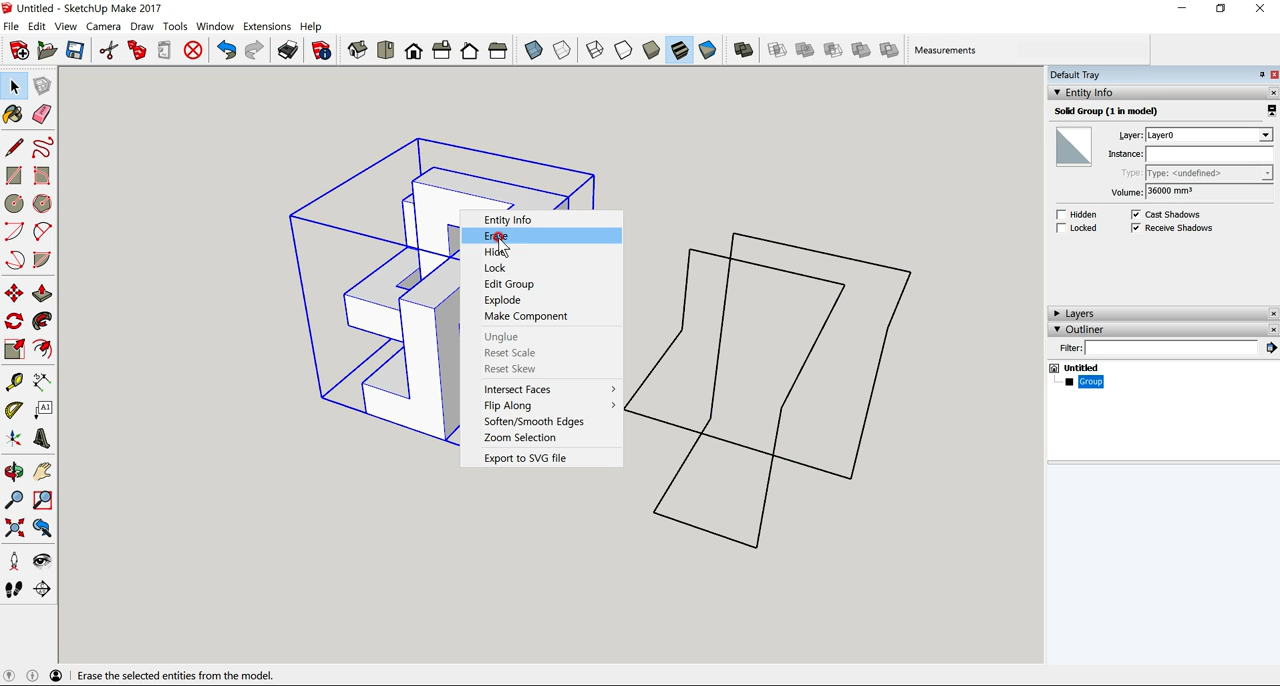 Untitled - SketchUp Make 2017
File Edit View Camera Draw Tools Window Extensions Help
Measurements
Default Tray
Entity Info
Solid Group (1 in model)
Layer: Layer0
Instance:
Type: Type: <undefined>
Volume: 36000 mm³
Hidden Cast Shadows
Locked Receive Shadows
Layers
Outliner
Filter:
Untitled
Group
A1
Entity Info
Erase
Hide
Lock
Edit Group
Explode
Make Component
Unglue
Reset Scale
Reset Skew
Intersect Faces
Flip Along
Soften/Smooth Edges
Zoom Selection
Export to SVG file
Erase the selected entities from the model.